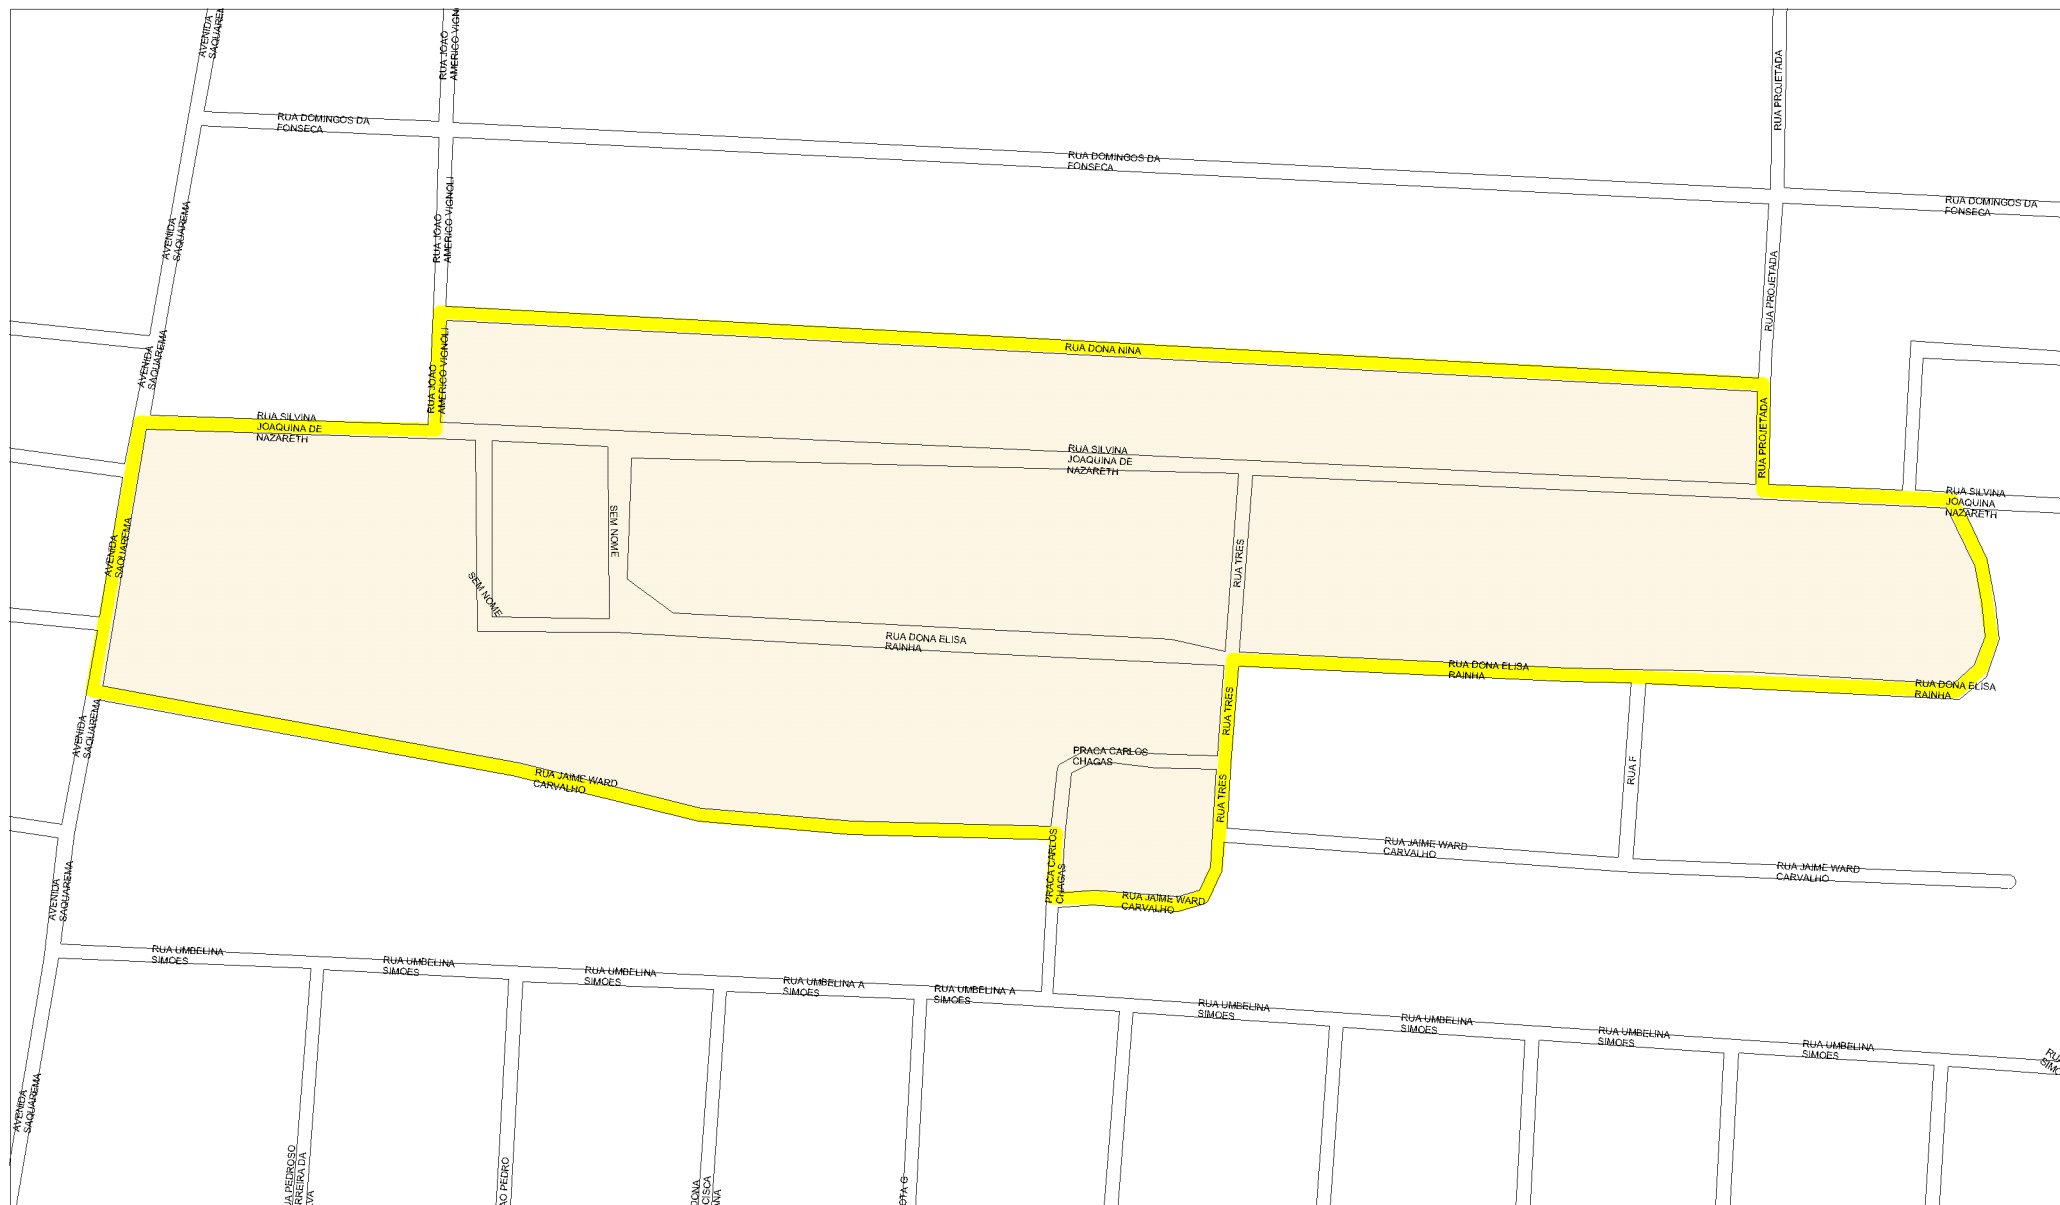 AVENIDA
SAQUAREMA
RUA JOAO
AMERICO VIGNOLI
RUA PROJETADA
RUA DOMINGOS DA
FONSECA
RUA DOMINGOS DA
FONSECA
RUA DOMINGOS DA
FONSECA
AVENIDA
SAQUAREMA
RUA JOAO
AMERICO VIGNOLI
RUA PROJETADA
AVENIDA
SAQUAREMA
RUA JOAO
AMERICO VIGNOLI
RUA DONA NINA
RUA PROJETADA
RUA SILVINA
JOAQUINA DE
NAZARETH
RUA SILVINA
JOAQUINA DE
NAZARETH
RUA SILVINA
JOAQUINA
NAZARETH
AVENIDA
SAQUAREMA
SEM NOME
SEM NOME
RUA TRES
RUA DONA ELISA
RAINHA
RUA DONA ELISA
RAINHA
RUA DONA ELISA
RAINHA
AVENIDA
SAQUAREMA
RUA TRES
PRACA CARLOS
CHAGAS
RUA F
RUA JAIME WARD
CARVALHO
RUA TRES
RUA JAIME WARD
CARVALHO
RUA JAIME WARD
CARVALHO
AVENIDA
SAQUAREMA
PRACA CARLOS
CHAGAS
RUA JAIME WARD
CARVALHO
RUA UMBELINA
SIMOES
RUA UMBELINA
SIMOES
RUA UMBELINA
SIMOES
RUA UMBELINA A
SIMOES
RUA UMBELINA A
SIMOES
RUA UMBELINA
SIMOES
RUA UMBELINA
SIMOES
RUA UMBELINA
SIMOES
RUA UMBELINA
SIMOES
AVENIDA
SAQUAREMA
PEDROSO
DA
PEDRO